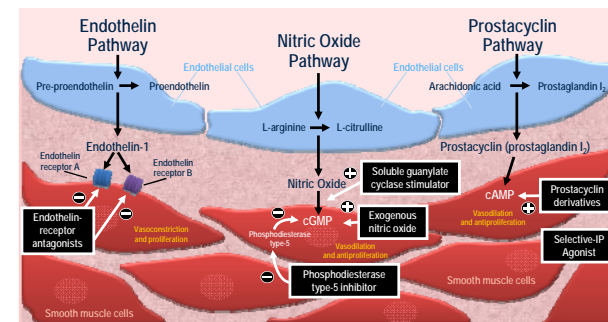 Endothelin
Pathway
Nitric Oxide
Pathway
Prostacyclin
Pathway
Endothelial cells
Endothelial cells
Pre-proendothelin
Proendothelin
L-arginine
L-citrulline
Arachidonic acid
Prostaglandin I2
Endothelin-1
Endothelin
receptor A
Endothelin
receptor B
Nitric Oxide
Prostacyclin (prostaglandin I2)
Soluble guanylate
cyclase stimulator
cAMP
Prostacyclin
derivatives
Endothelin-
receptor
antagonists
Vasoconstriction
and proliferation
cGMP
Exogenous
nitric oxide
Vasodilation
and antiproliferation
Phosphodiesterase
type-5
Vasodilation
and antiproliferation
Selective-IP
Agonist
Phosphodiesterase
type-5 inhibitor
Smooth muscle cells
Smooth muscle cells